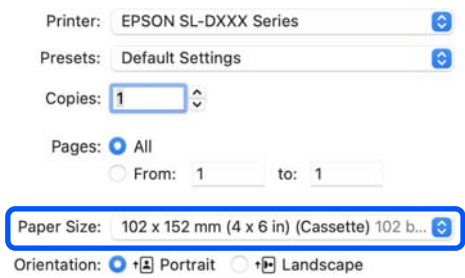 Printer: EPSON SL-DXXX Series
Presets: Default Settings
Copies: 1
Pages: All
From: 1 to: 1
Paper Size: 102 x 152 mm (4 x 6 in) (Cassette) 102 b...
Orientation: Portrait Landscape